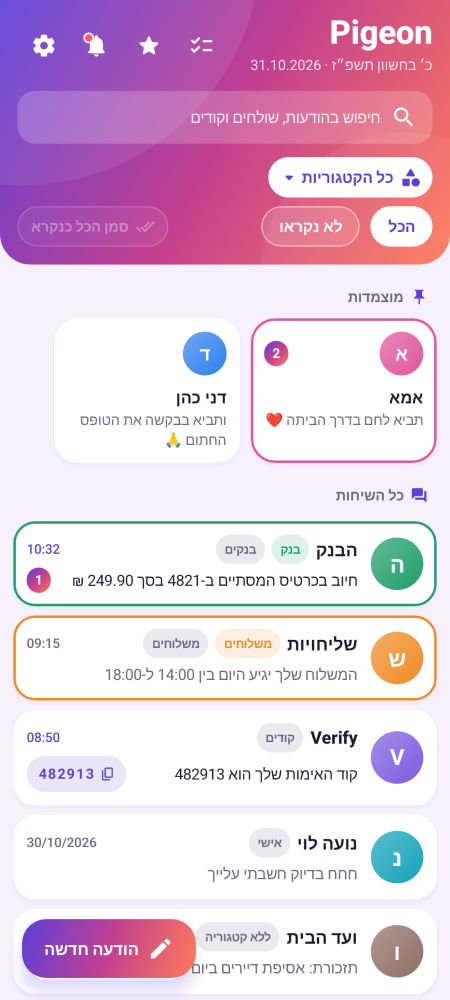 Pigeon
כ׳ בחשוון תשפ״ז · 31.10.2026
חיפוש בהודעות, שולחים וקודים
כל הקטגוריות
הכל
לא נקראו
סמן הכל כנקרא
מוצמדות
א
2
אמא
תביא לחם בדרך הביתה ❤️
ד
דני כהן
ותביא בבקשה את הטופס
החתום 🙏
כל השיחות
ה
הבנק בנק בנקים 10:32
חיוב בכרטיס המסתיים ב-4821 בסך 249.90 ₪ 1
ש
שליחויות משלוחים משלוחים 09:15
המשלוח שלך יגיע היום בין 14:00 ל-18:00
V
Verify קודים 08:50
קוד האימות שלך הוא 482913 482913
נ
נועה לוי אישי 30/10/2026
חחח בדיוק חשבתי עלייך
ו
ועד הבית ללא קטגוריה
תזכורת: אסיפת דיירים ביום
הודעה חדשה